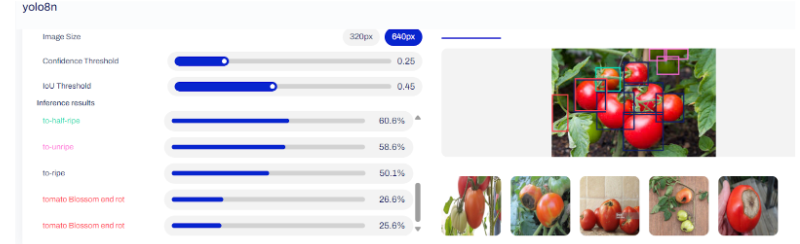 yolo8n
Image Size 320px 640px
Confidence Threshold 0.25
IoU Threshold 0.45
Inference results
to-half-ripe 60.6%
to-unripe 58.6%
to-ripe 50.1%
tomato Blossom end rot 26.6%
tomato Blossom end rot 25.6%